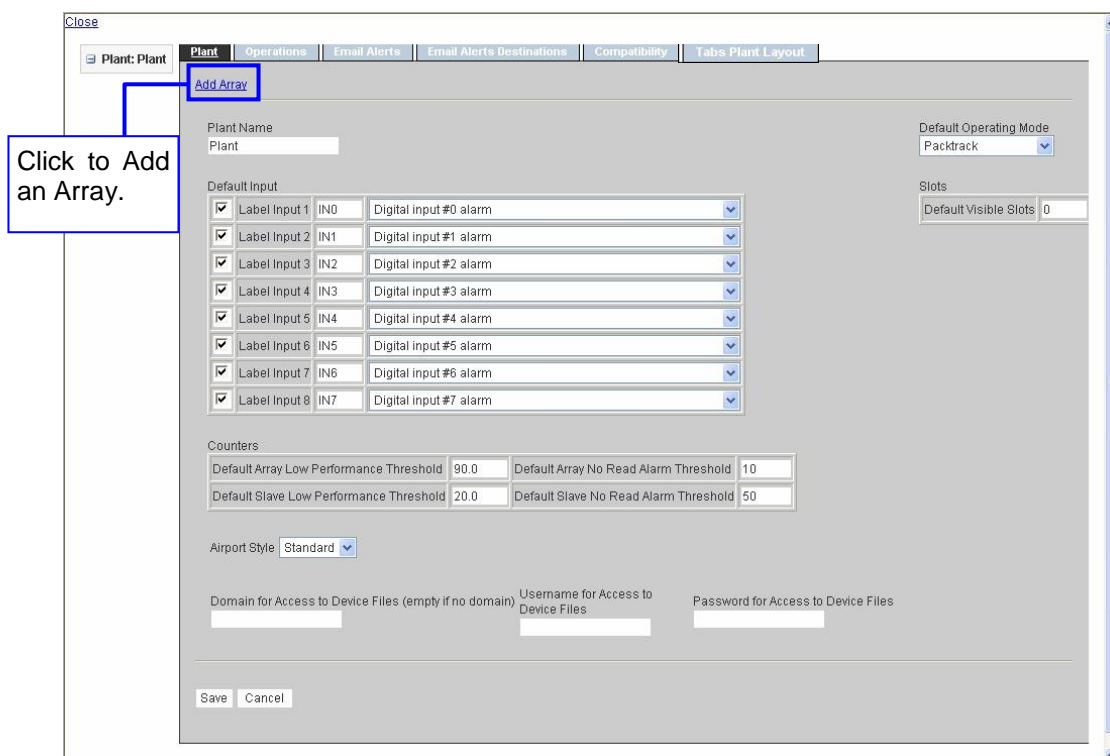 Close
Plant: Plant
Plant Operations Email Alerts Email Alerts Destinations Compatibility Tabs Plant Layout
Add Array
Click to Add
an Array.
Plant Name
Plant
Default Operating Mode
Packtrack
Default Input
Label Input 1 IN0 Digital input #0 alarm
Label Input 2 IN1 Digital input #1 alarm
Label Input 3 IN2 Digital input #2 alarm
Label Input 4 IN3 Digital input #3 alarm
Label Input 5 IN4 Digital input #4 alarm
Label Input 6 IN5 Digital input #5 alarm
Label Input 7 IN6 Digital input #6 alarm
Label Input 8 IN7 Digital input #7 alarm
Slots
Default Visible Slots 0
Counters
Default Array Low Performance Threshold 90.0 Default Array No Read Alarm Threshold 10
Default Slave Low Performance Threshold 20.0 Default Slave No Read Alarm Threshold 50
Airport Style Standard
Domain for Access to Device Files (empty if no domain)
Username for Access to
Device Files
Password for Access to Device Files
Save Cancel